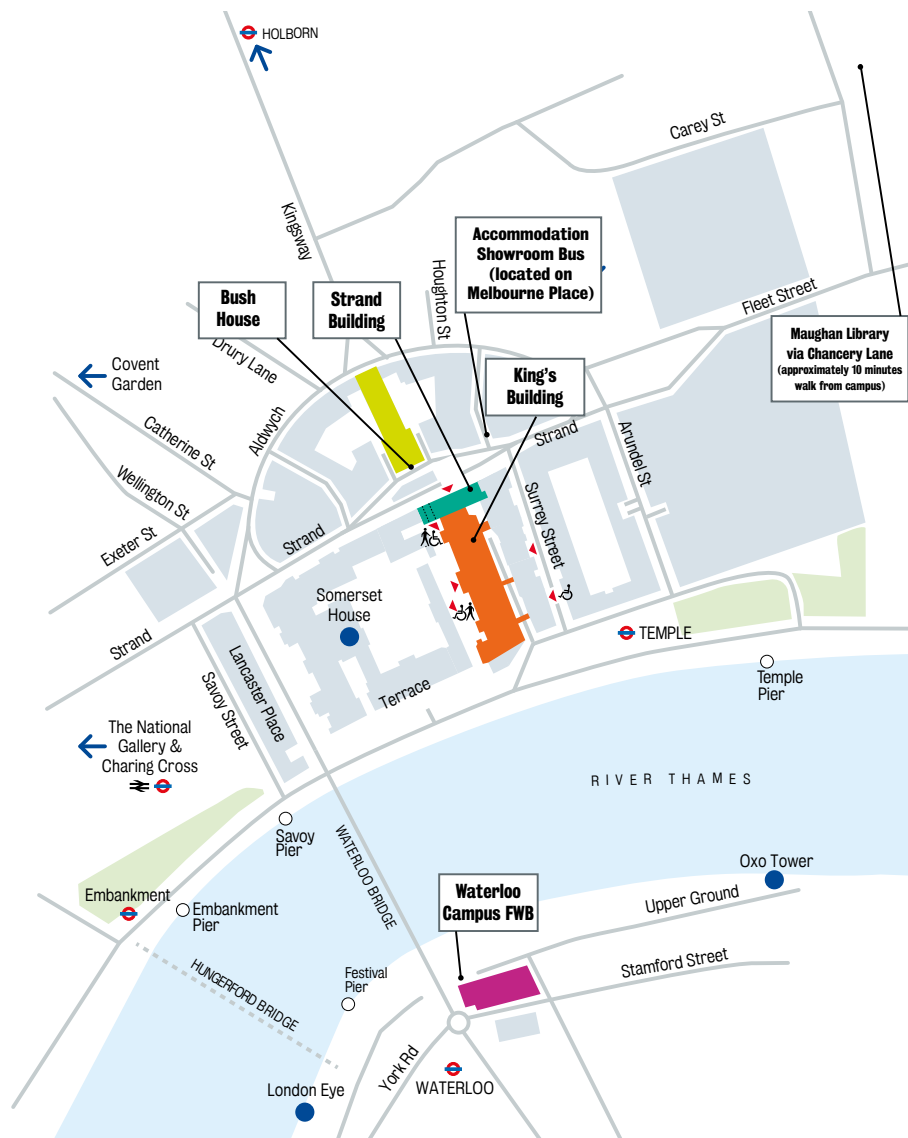 HOLBORN
Carey St
Kingsway
Accommodation
Showroom Bus
(located on
Melbourne Place)
Houghton St
Fleet Street
Bush
House
Strand
Building
Drury Lane
Maughan Library
via Chancery Lane
(approximately 10 minutes
walk from campus)
Covent
Garden
King's
Building
Aldwych
Strand
Catherine St
Arundel St
Wellington St
Surrey Street
Exeter St
Strand
Somerset
House
Strand
TEMPLE
Lancaster Place
Savoy Street
Terrace
Temple
Pier
The National
Gallery &
Charing Cross
RIVER THAMES
Savoy
Pier
WATERLOO BRIDGE
Oxo Tower
Waterloo
Campus FWB
Embankment
Embankment
Pier
Upper Ground
Stamford Street
HUNGERFORD BRIDGE
Festival
Pier
York Rd
London Eye
WATERLOO